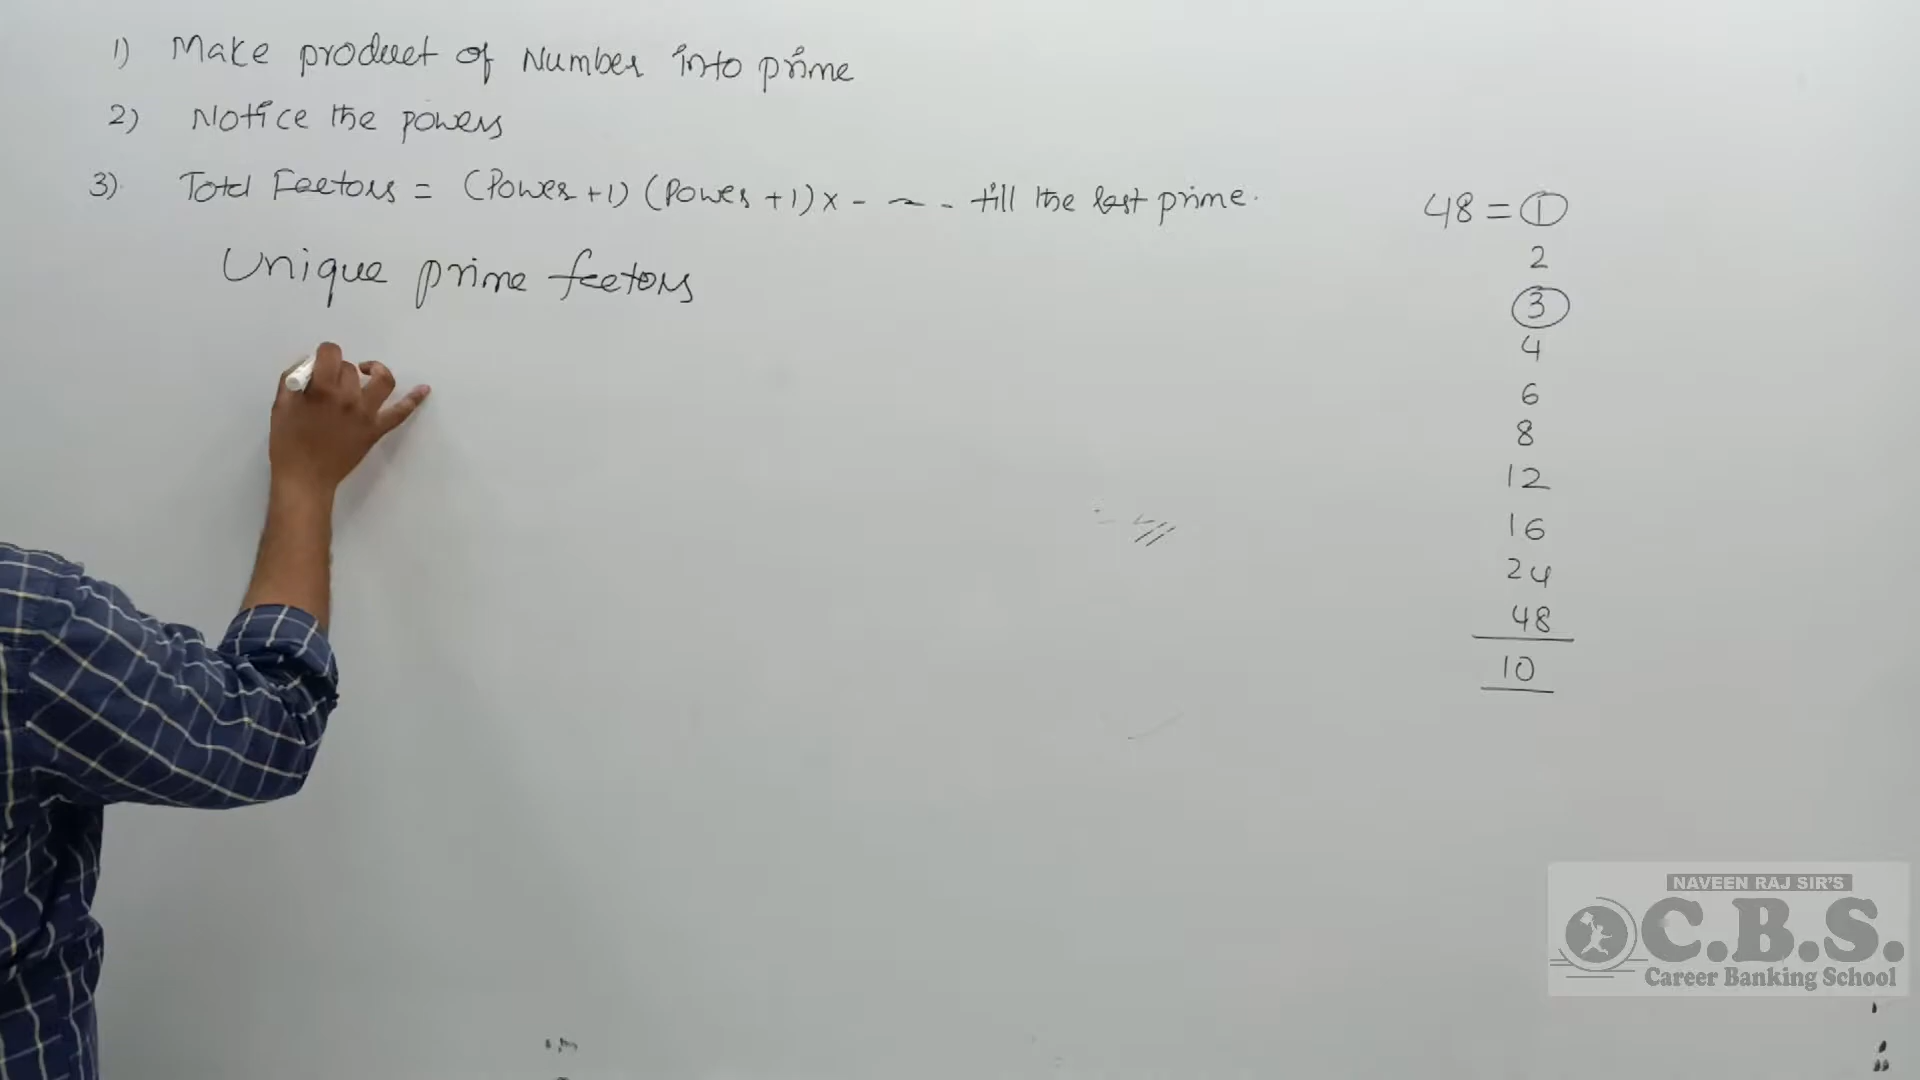 1) Make product of Number into prime
2) Notice the powers
3) Total Factors = (Power +1) (Power +1) x - - - till the last prime.
Unique prime factors
48 = 1
2
3
4
6
8
12
16
24
48
10
NAVEEN RAJ SIR'S
C.B.S.
Career Banking School